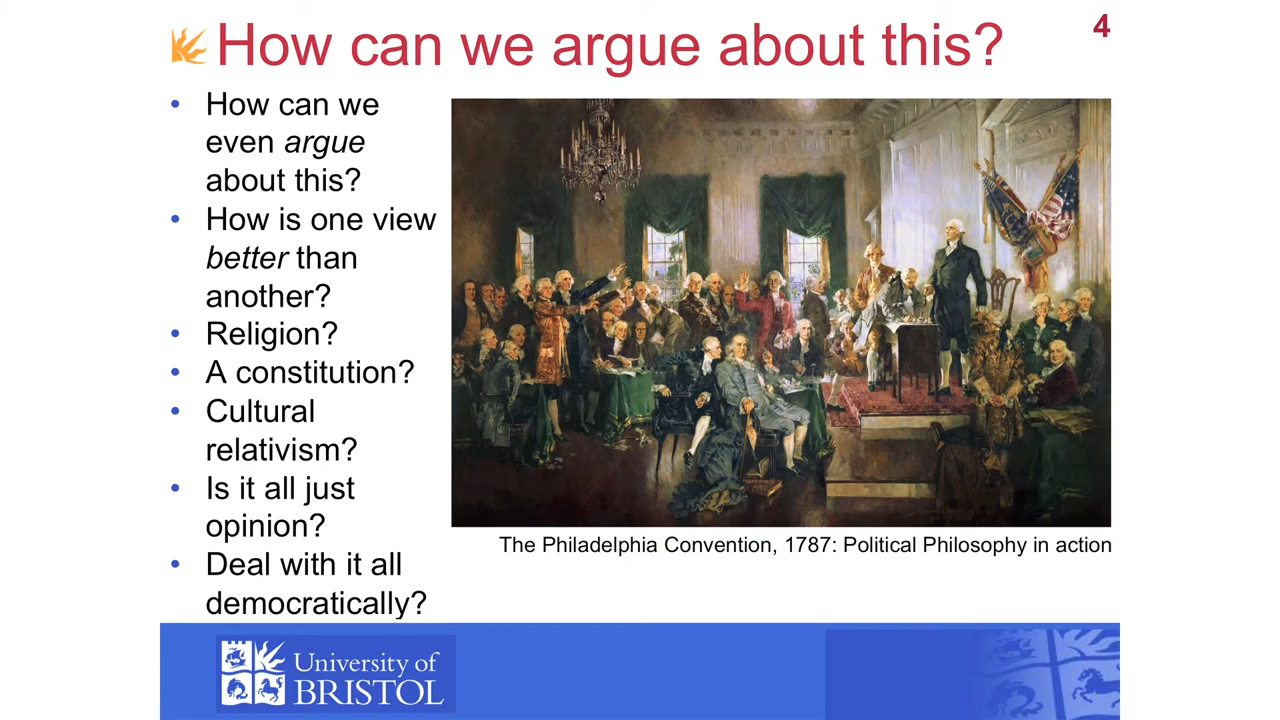 How can we argue about this?
4
• How can we
even argue
about this?
• How is one view
better than
another?
• Religion?
• A constitution?
• Cultural
relativism?
• Is it all just
opinion?
• Deal with it all
democratically?
The Philadelphia Convention, 1787: Political Philosophy in action
University of
BRISTOL